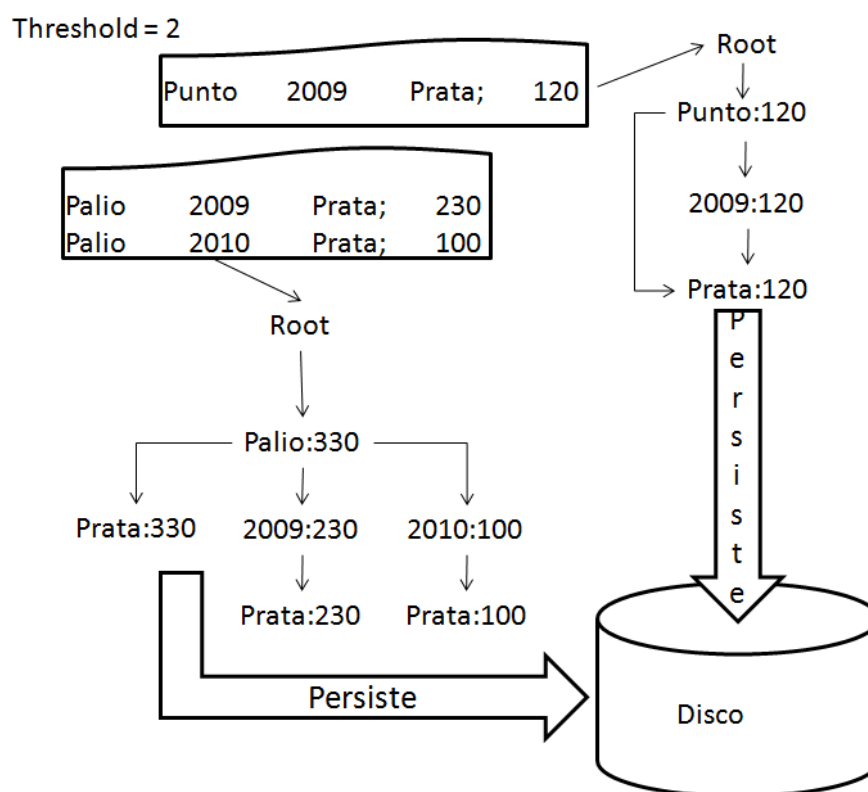 Threshold = 2
Punto 2009 Prata; 120
Root
Punto:120
2009:120
Prata:120
Persiste
Palio 2009 Prata; 230
Palio 2010 Prata; 100
Root
Palio:330
Prata:330 2009:230 2010:100
Prata:230 Prata:100
Persiste
Disco